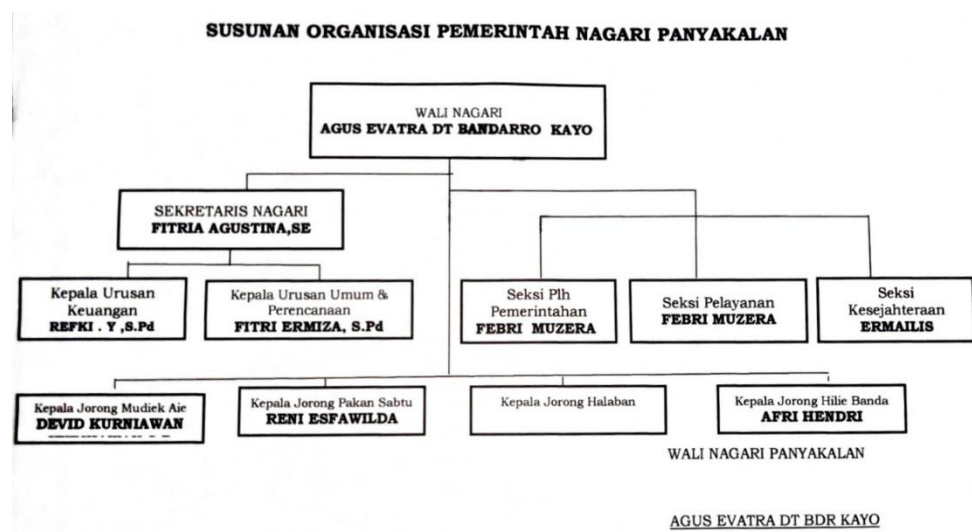 SUSUNAN ORGANISASI PEMERINTAH NAGARI PANYAKALAN
WALI NAGARI
AGUS EVATRA DT BANDARRO KAYO
SEKRETARIS NAGARI
FITRIA AGUSTINA,SE
Kepala Urusan
Keuangan
REFKI . Y ,S.Pd
Kepala Urusan Umum &
Perencanaan
FITRI ERMIZA, S.Pd
Seksi Plh
Pemerintahan
FEBRI MUZERA
Seksi Pelayanan
FEBRI MUZERA
Seksi
Kesejahteraan
ERMAILIS
Kepala Jorong Mudiek Aie
DEVID KURNIAWAN
Kepala Jorong Pakan Sabtu
RENI ESFAWILDA
Kepala Jorong Halaban
Kepala Jorong Hilie Banda
AFRI HENDRI
WALI NAGARI PANYAKALAN
AGUS EVATRA DT BDR KAYO